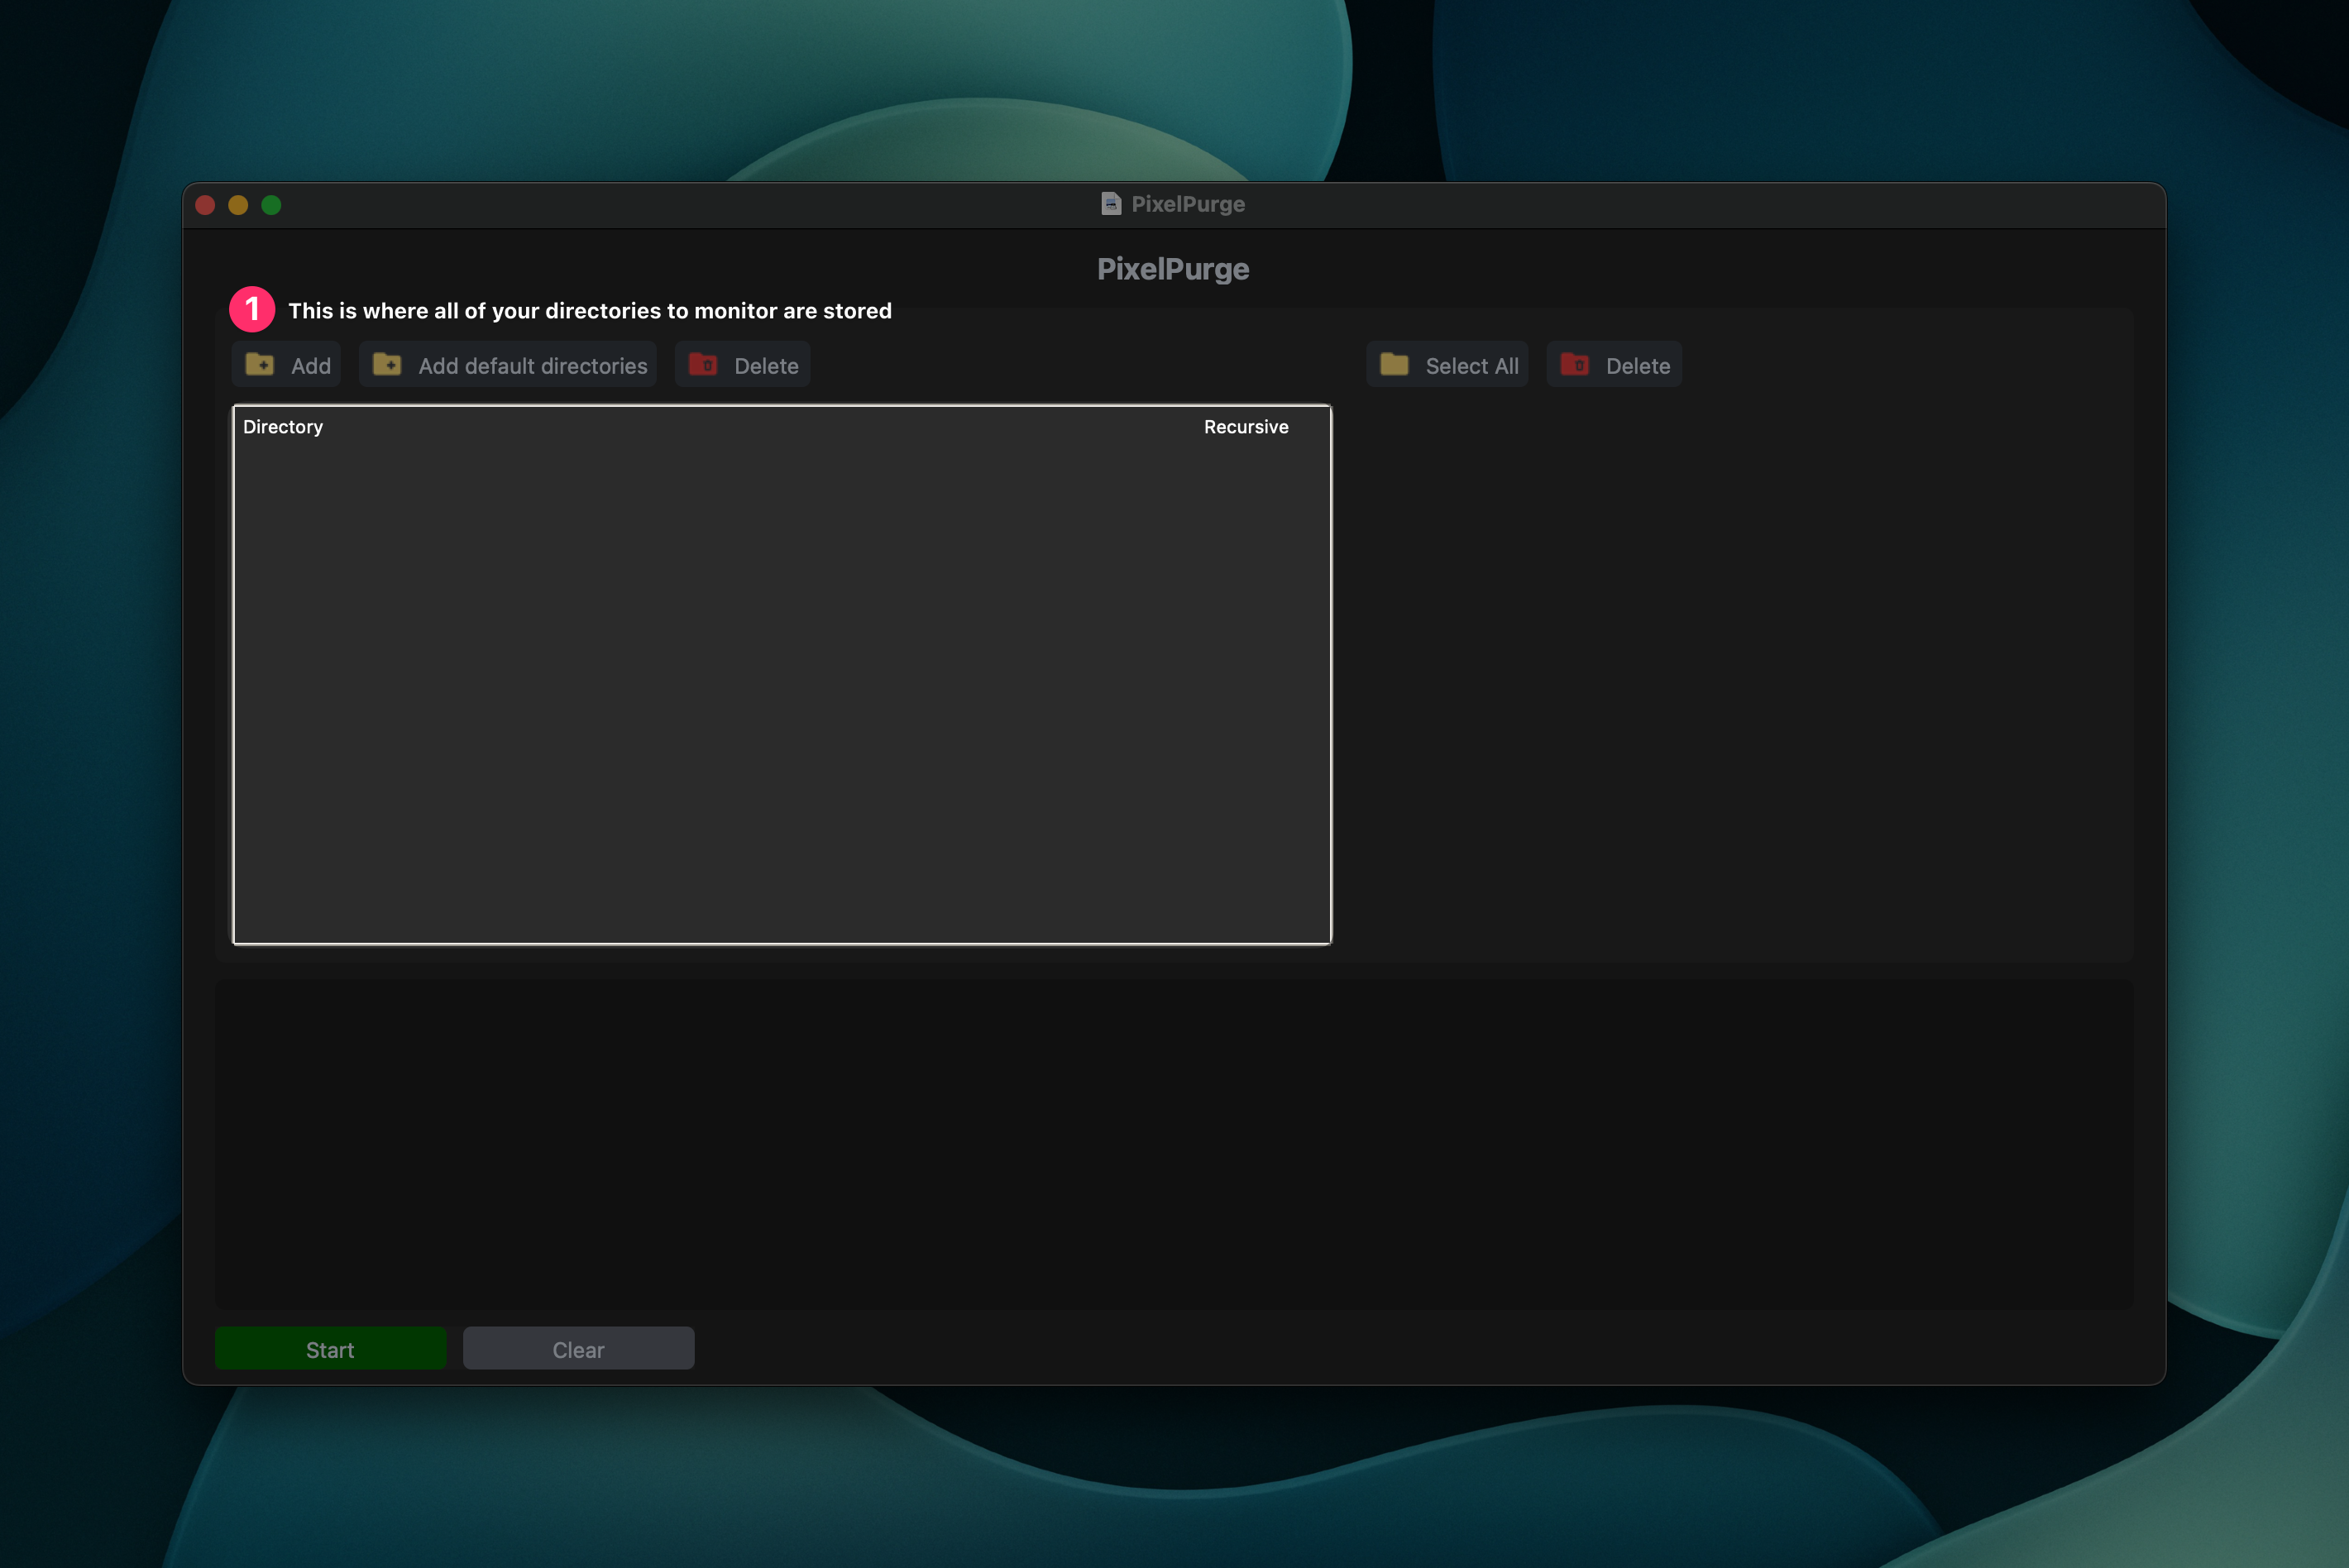 PixelPurge
PixelPurge
1 This is where all of your directories to monitor are stored
Add Add default directories Delete Select All Delete
Directory Recursive
Start Clear